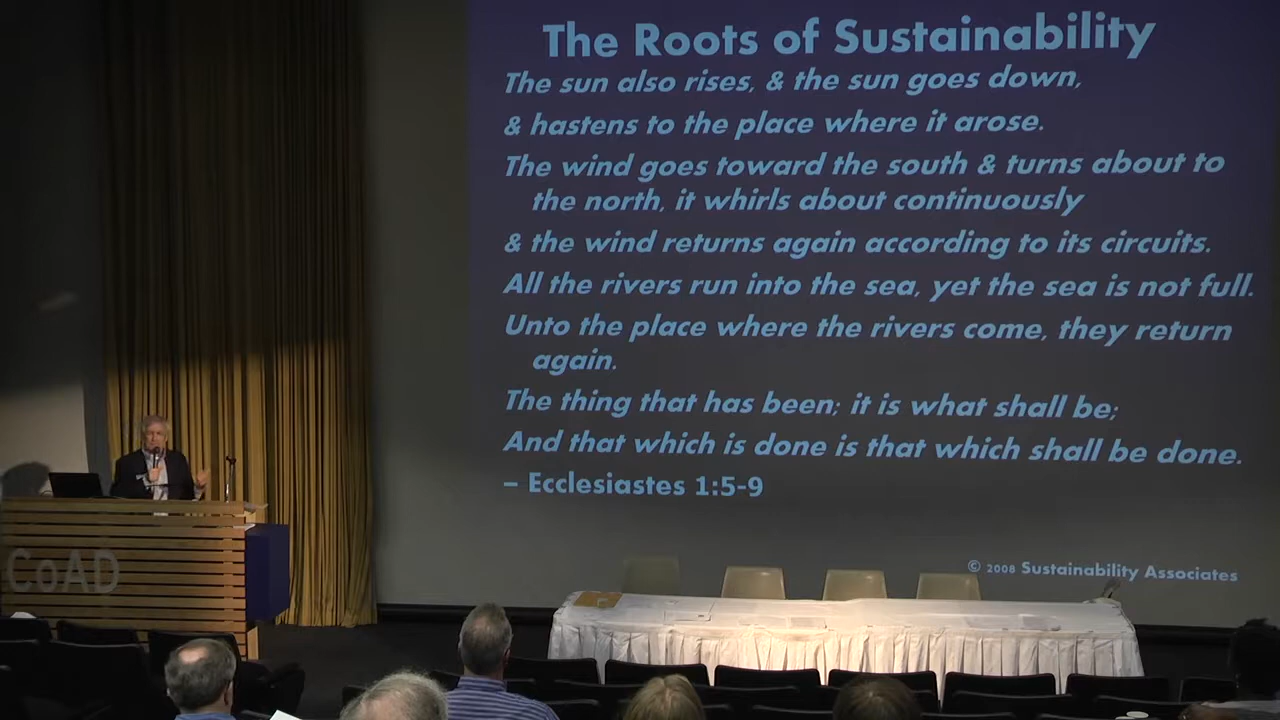 The Roots of Sustainability
The sun also rises, & the sun goes down,
& hastens to the place where it arose.
The wind goes toward the south & turns about to
the north, it whirls about continuously
& the wind returns again according to its circuits.
All the rivers run into the sea, yet the sea is not full.
Unto the place where the rivers come, they return
again.
The thing that has been; it is what shall be;
And that which is done is that which shall be done.
– Ecclesiastes 1:5-9
© 2008 Sustainability Associates
CoAD